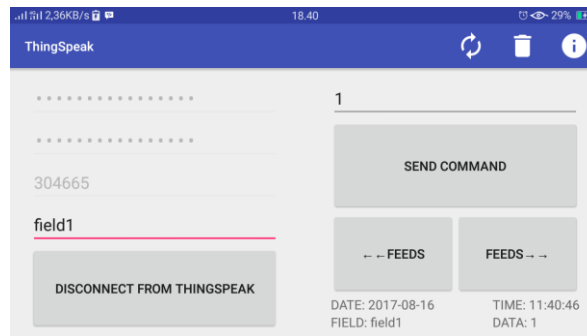 2,36KB/s
18.40
29%
ThingSpeak
304665
field1
DISCONNECT FROM THINGSPEAK
1
SEND COMMAND
←←FEEDS
FEEDS→→
DATE: 2017-08-16
TIME: 11:40:46
FIELD: field1
DATA: 1